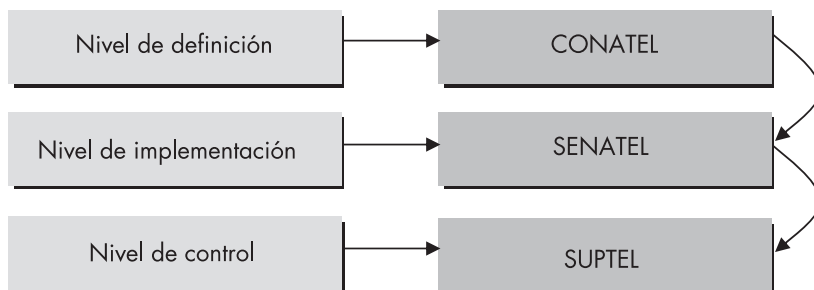 Nivel de definición
CONATEL
Nivel de implementación
SENATEL
Nivel de control
SUPTEL